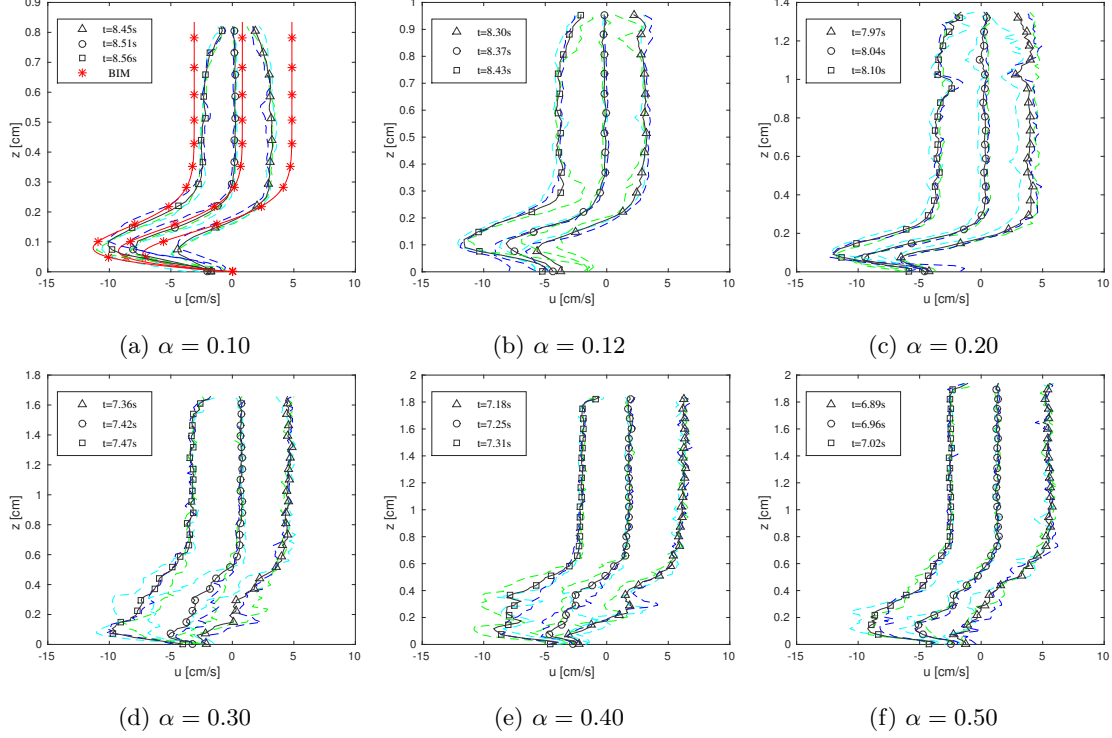 0.9
0.8
0.7
0.6
0.5
0.4
0.3
0.2
0.1
0
z [cm]
-15 -10 -5 0 5 10
u [cm/s]
t=8.45s
t=8.51s
t=8.56s
BIM
(a) α = 0.10
1
0.9
0.8
0.7
0.6
0.5
0.4
0.3
0.2
0.1
0
z [cm]
-15 -10 -5 0 5 10
u [cm/s]
t=8.30s
t=8.37s
t=8.43s
(b) α = 0.12
1.4
1.2
1
0.8
0.6
0.4
0.2
0
z [cm]
-15 -10 -5 0 5 10
u [cm/s]
t=7.97s
t=8.04s
t=8.10s
(c) α = 0.20
1.8
1.6
1.4
1.2
1
0.8
0.6
0.4
0.2
0
z [cm]
-15 -10 -5 0 5 10
u [cm/s]
t=7.36s
t=7.42s
t=7.47s
(d) α = 0.30
2
1.8
1.6
1.4
1.2
1
0.8
0.6
0.4
0.2
0
z [cm]
-15 -10 -5 0 5 10
u [cm/s]
t=7.18s
t=7.25s
t=7.31s
(e) α = 0.40
2
1.8
1.6
1.4
1.2
1
0.8
0.6
0.4
0.2
0
z [cm]
-15 -10 -5 0 5 10
u [cm/s]
t=6.89s
t=6.96s
t=7.02s
(f) α = 0.50